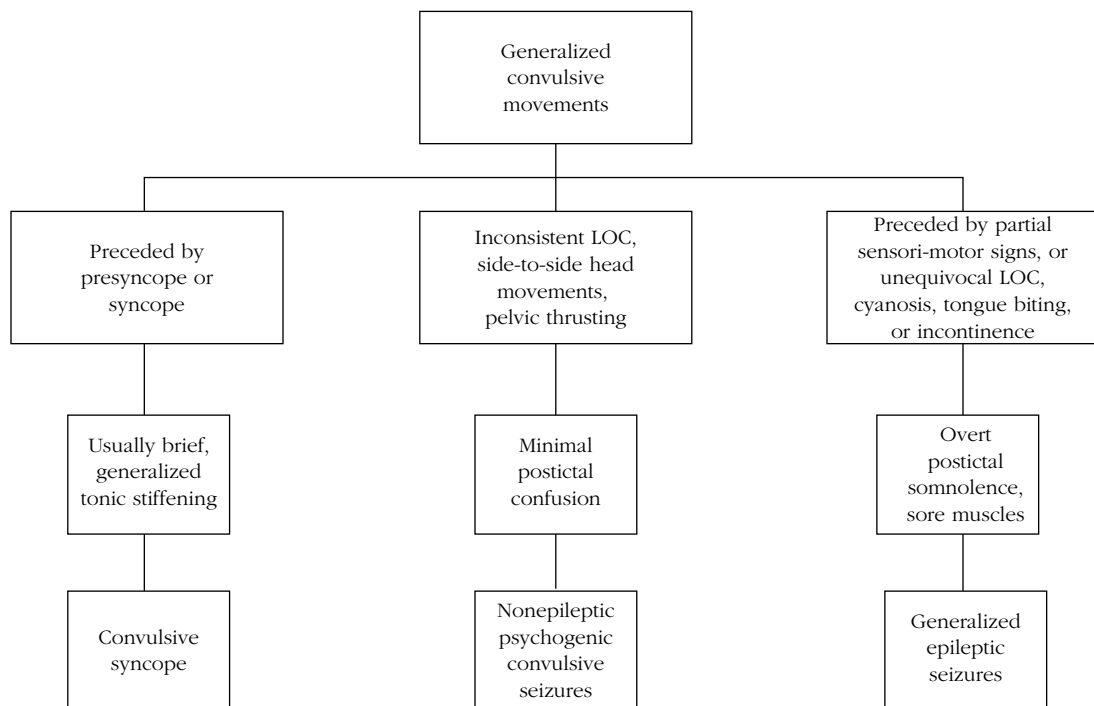 Generalized
convulsive
movements
Preceded by
presyncope or
syncope
Inconsistent LOC,
side-to-side head
movements,
pelvic thrusting
Preceded by partial
sensori-motor signs, or
unequivocal LOC,
cyanosis, tongue biting,
or incontinence
Usually brief,
generalized
tonic stiffening
Minimal
postictal
confusion
Overt
postictal
somnolence,
sore muscles
Convulsive
syncope
Nonepileptic
psychogenic
convulsive
seizures
Generalized
epileptic
seizures